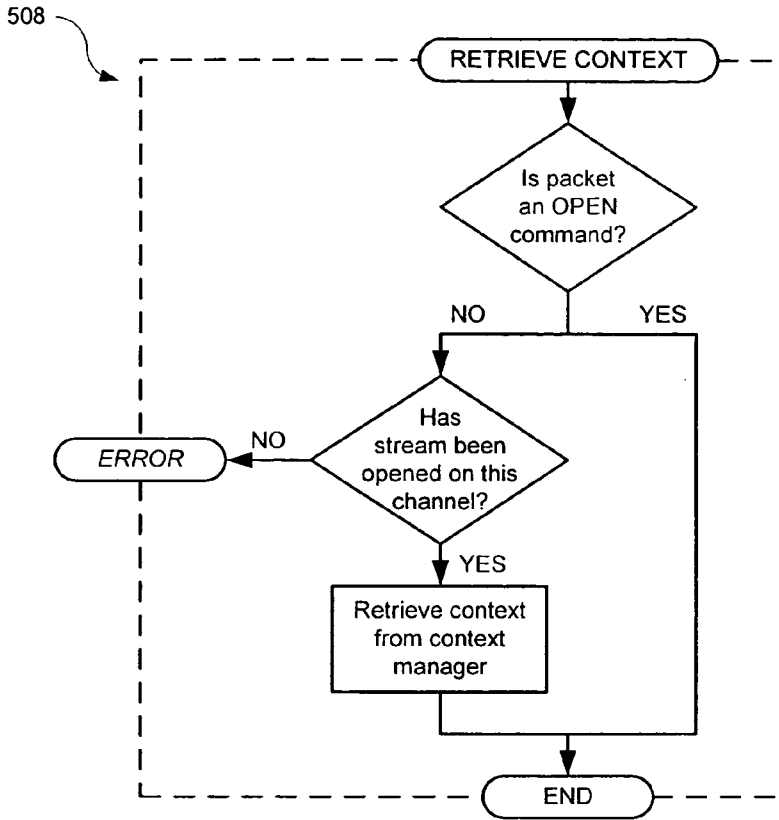 508
RETRIEVE CONTEXT
Is packet
an OPEN
command?
NO
YES
Has
stream been
opened on this
channel?
NO
ERROR
YES
Retrieve context
from context
manager
END